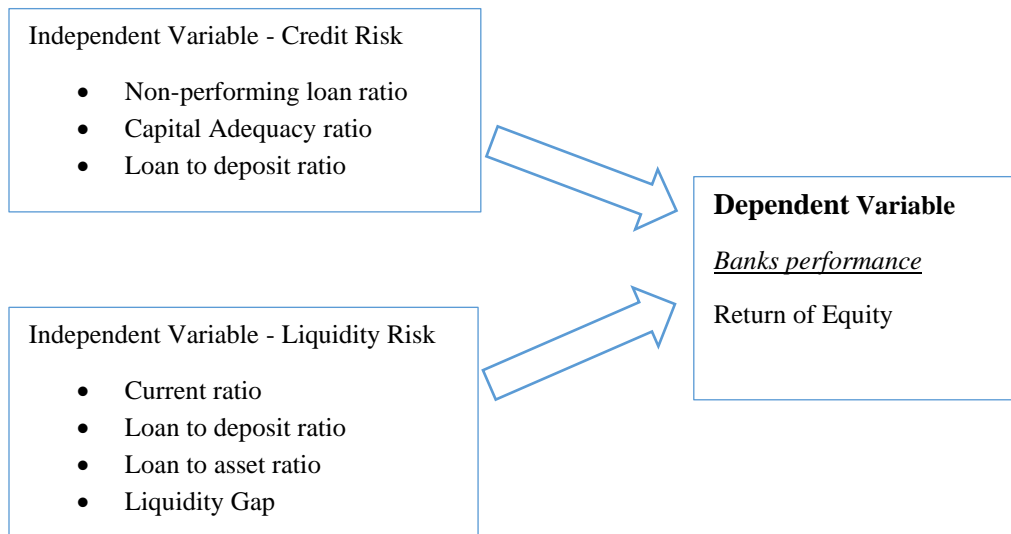 Independent Variable - Credit Risk
• Non-performing loan ratio
• Capital Adequacy ratio
• Loan to deposit ratio
Independent Variable - Liquidity Risk
• Current ratio
• Loan to deposit ratio
• Loan to asset ratio
• Liquidity Gap
Dependent Variable
Banks performance
Return of Equity